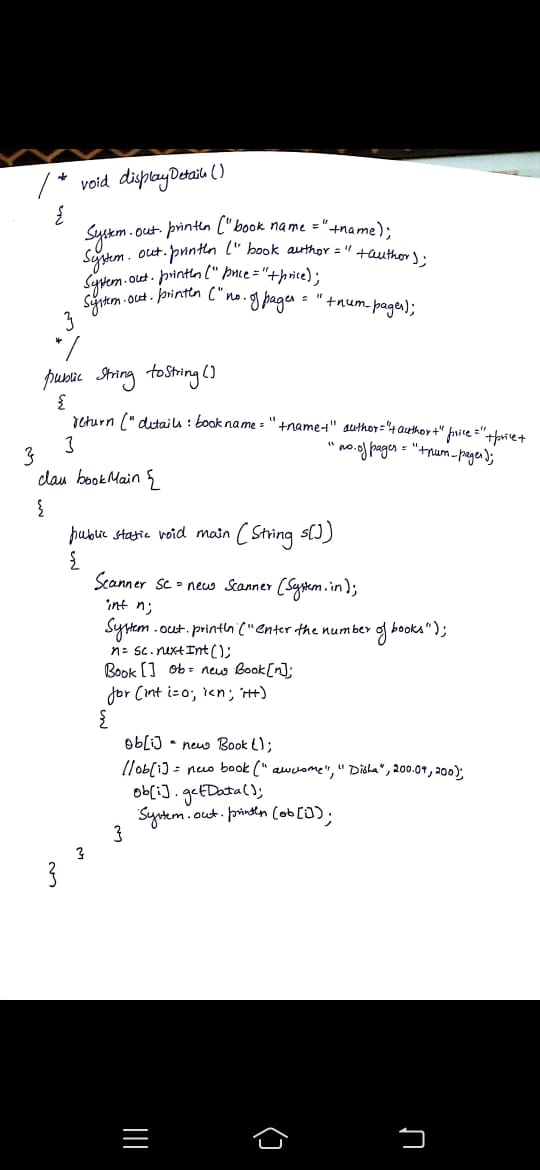 /* void displayDetails()
{
System.out.println ("book name ="+name);
System.out.println (" book author =" +author);
System.out.println (" price ="+price);
System.out.println ("no.of pages = "+num_pages);
}
*/
public String toString()
{
return (" details : book name = "+name+" author="+author+" price ="+price+
" no.of pages = "+num_pages);
}
}
class bookMain {
{
public static void main (String s[])
{
Scanner sc = new Scanner (System.in);
int n;
System.out.println ("Enter the number of books");
n= sc.nextInt();
Book [] ob = new Book[n];
for (int i=0; i<n; i++)
{
ob[i] = new Book ();
//ob[i] = new book (" awesome", " Disha", 200.09, 200);
ob[i].getData();
System.out.println (ob[i]);
}
}
}